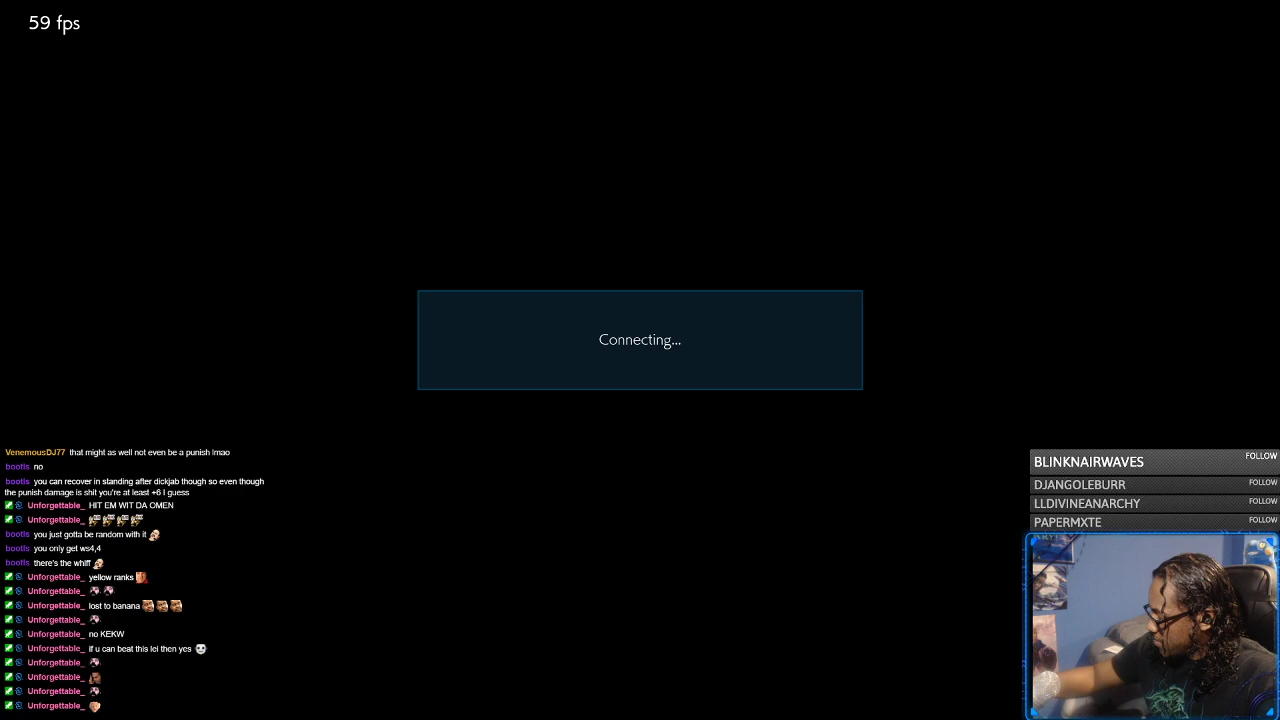 59 fps
Connecting...
VenemousDJ77 that might as well not even be a punish lmao
bootis no
bootis you can recover in standing after dickjab though so even though
the punish damage is shit you're at least +6 I guess
Unforgettable_ HIT EM WIT DA OMEN
Unforgettable_
bootis you just gotta be random with it
bootis you only get ws4,4
bootis there's the whiff
Unforgettable_ yellow ranks
Unforgettable_
Unforgettable_ lost to banana
Unforgettable_
Unforgettable_ no KEKW
Unforgettable_ if u can beat this lei then yes
Unforgettable_
Unforgettable_
Unforgettable_
Unforgettable_
BLINKNAIRWAVES FOLLOW
DJANGOLEBURR FOLLOW
LLDIVINEANARCHY FOLLOW
PAPERMXTE FOLLOW